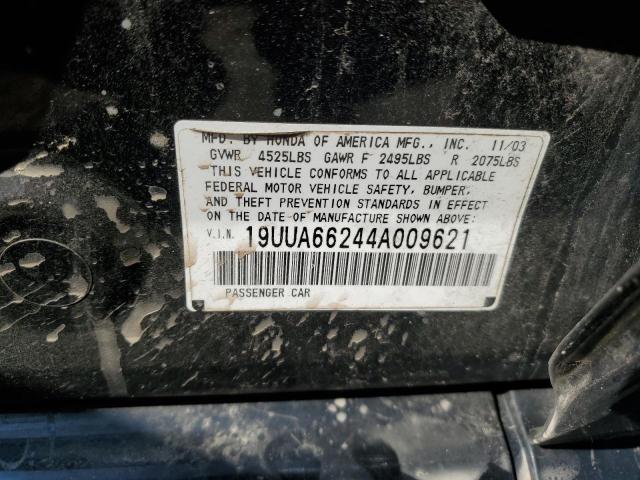 MFD. BY HONDA OF AMERICA MFG., INC. 11/03
GVWR 4525LBS GAWR F 2495LBS R 2075LBS
THIS VEHICLE CONFORMS TO ALL APPLICABLE
FEDERAL MOTOR VEHICLE SAFETY, BUMPER,
AND THEFT PREVENTION STANDARDS IN EFFECT
ON THE DATE OF MANUFACTURE SHOWN ABOVE:
V.I.N. 19UUA66244A009621
PASSENGER CAR